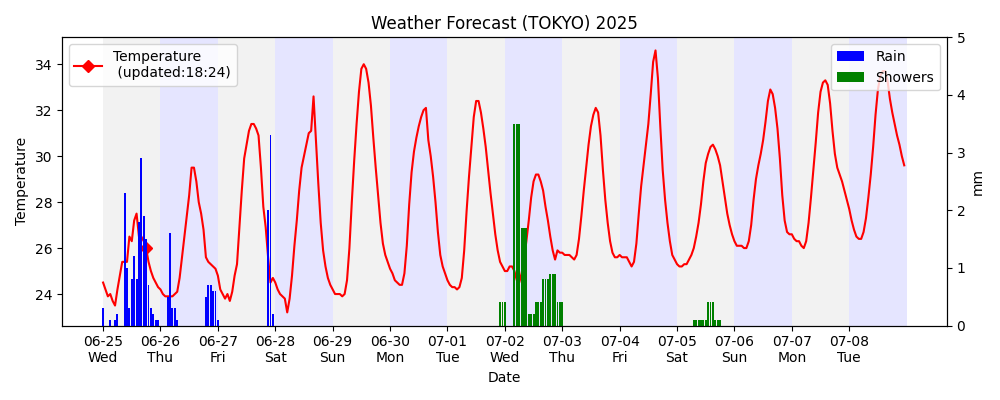 Weather Forecast (TOKYO) 2025
Temperature
(updated:18:24)
Rain
Showers
Temperature
34
32
30
28
26
24
5
4
3
2
1
0
mm
06-25 06-26 06-27 06-28 06-29 06-30 07-01 07-02 07-03 07-04 07-05 07-06 07-07 07-08
Wed Thu Fri Sat Sun Mon Tue Wed Thu Fri Sat Sun Mon Tue
Date